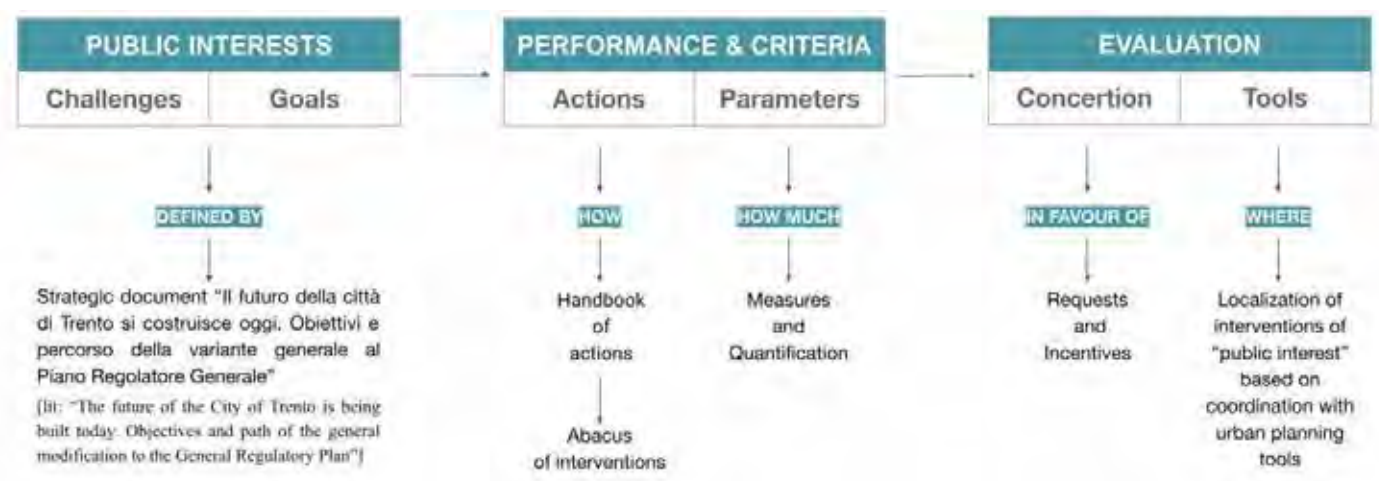 PUBLIC INTERESTS
Challenges
Goals
DEFINED BY
Strategic document "Il futuro della città
di Trento si costruisce oggi. Obiettivi e
percorso della variante generale al
Piano Regolatore Generale"
[lit: "The future of the City of Trento is being
built today. Objectives and path of the general
modification to the General Regulatory Plan"]
PERFORMANCE & CRITERIA
Actions
Parameters
HOW
Handbook
of
actions
Abacus
of interventions
HOW MUCH
Measures
and
Quantification
EVALUATION
Concertion
Tools
IN FAVOUR OF
Requests
and
Incentives
WHERE
Localization of
interventions of
"public interest"
based on
coordination with
urban planning
tools